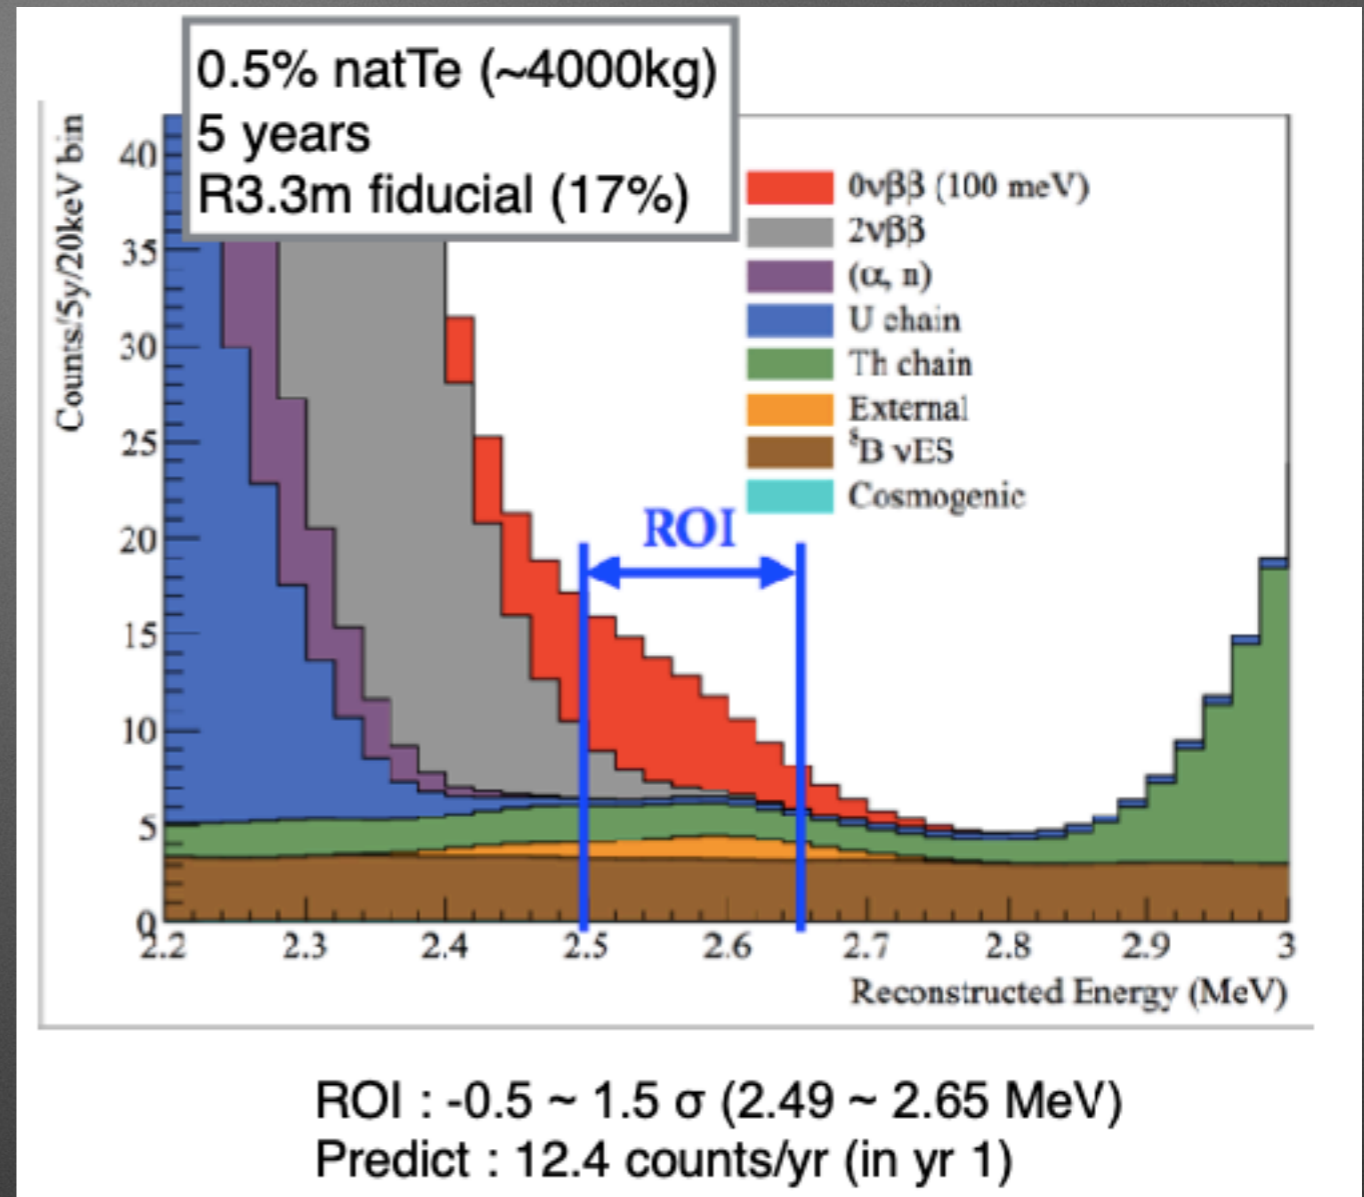 0.5% natTe (~4000kg)
5 years
R3.3m fiducial (17%)
Counts/5y/20keV bin
40
35
30
25
20
15
10
5
0
0νββ (100 meV)
2νββ
(α, n)
U chain
Th chain
External
⁸B νES
Cosmogenic
ROI
2.2 2.3 2.4 2.5 2.6 2.7 2.8 2.9 3
Reconstructed Energy (MeV)
ROI : -0.5 ~ 1.5 σ (2.49 ~ 2.65 MeV)
Predict : 12.4 counts/yr (in yr 1)